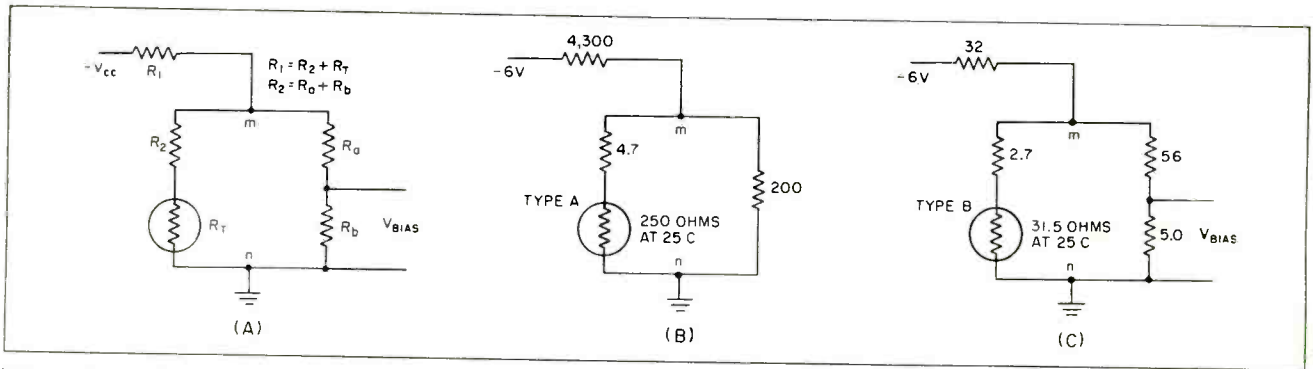 -Vcc
R1
R1 = R2 + RT
R2 = Ra + Rb
m
R2
Ra
RT
Rb
VBIAS
n
(A)
4,300
-6V
m
4.7
200
TYPE A
250 OHMS
AT 25 C
n
(B)
32
-6V
m
2.7
56
TYPE B
31.5 OHMS
AT 25 C
5.0
VBIAS
n
(C)